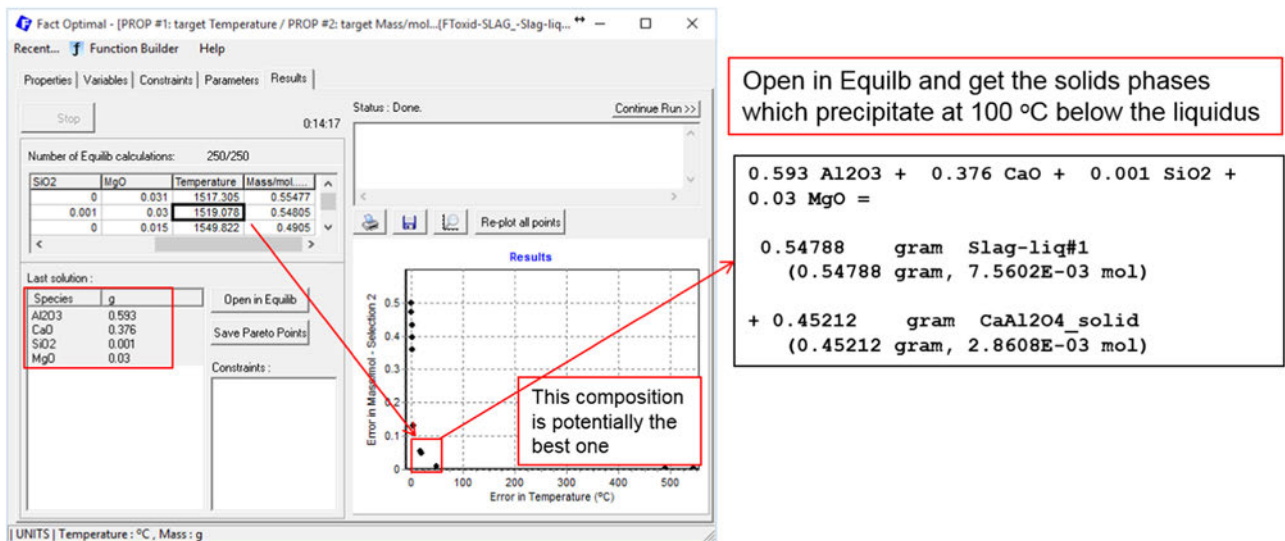 Fact Optimal - [PROP #1: target Temperature / PROP #2: target Mass/mol...(FToxid-SLAG_-Slag-liq...
Recent... f Function Builder Help
Properties Variables Constraints Parameters Results
Stop
0:14:17
Status : Done.
Continue Run >>
Number of Equilib calculations: 250/250
SiO2 MgO Temperature Mass/mol.....
0 0.031 1517.305 0.55477
0.001 0.03 1519.078 0.54805
0 0.015 1549.822 0.4905
Re-plot all points
Last solution :
Species g
Al2O3 0.593
CaO 0.376
SiO2 0.001
MgO 0.03
Open in Equilib
Save Pareto Points
Constraints :
Results
Error in Mass/mol - Selection 2
0.5
0.4
0.3
0.2
0.1
0
0 100 200 300 400 500
Error in Temperature (ºC)
This composition
is potentially the
best one
UNITS | Temperature : ºC , Mass : g
Open in Equilb and get the solids phases
which precipitate at 100 ºC below the liquidus
0.593 Al2O3 + 0.376 CaO + 0.001 SiO2 +
0.03 MgO =
0.54788 gram Slag-liq#1
(0.54788 gram, 7.5602E-03 mol)
+ 0.45212 gram CaAl2O4_solid
(0.45212 gram, 2.8608E-03 mol)